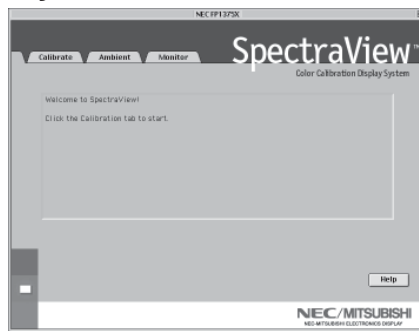 NEC FP1375X
Calibrate Ambient Monitor
SpectraView™
Color Calibration Display System
Welcome to SpectraView!
Click the Calibration tab to start.
Help
NEC/MITSUBISHI
NEC-MITSUBISHI ELECTRONICS DISPLAY